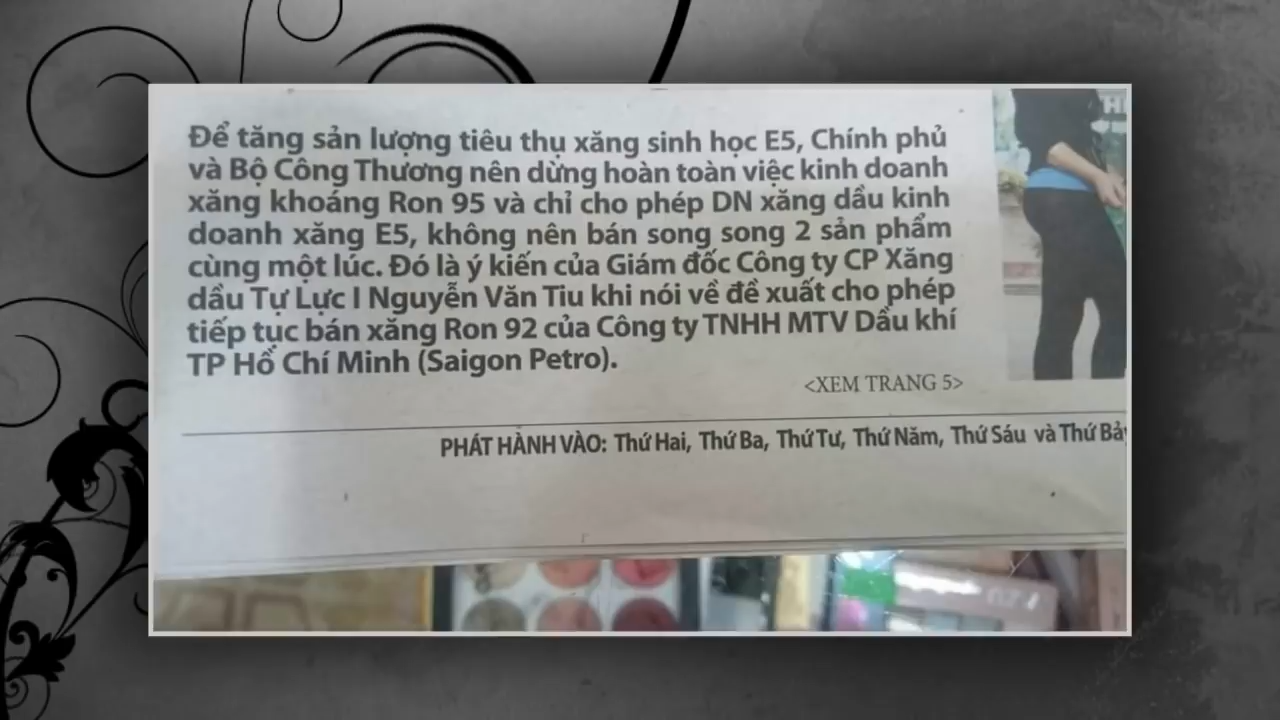 Để tăng sản lượng tiêu thụ xăng sinh học E5, Chính phủ
và Bộ Công Thương nên dừng hoàn toàn việc kinh doanh
xăng khoáng Ron 95 và chỉ cho phép DN xăng dầu kinh
doanh xăng E5, không nên bán song song 2 sản phẩm
cùng một lúc. Đó là ý kiến của Giám đốc Công ty CP Xăng
dầu Tự Lực I Nguyễn Văn Tiu khi nói về đề xuất cho phép
tiếp tục bán xăng Ron 92 của Công ty TNHH MTV Dầu khí
TP Hồ Chí Minh (Saigon Petro).
<XEM TRANG 5>
PHÁT HÀNH VÀO: Thứ Hai, Thứ Ba, Thứ Tư, Thứ Năm, Thứ Sáu và Thứ Bảy